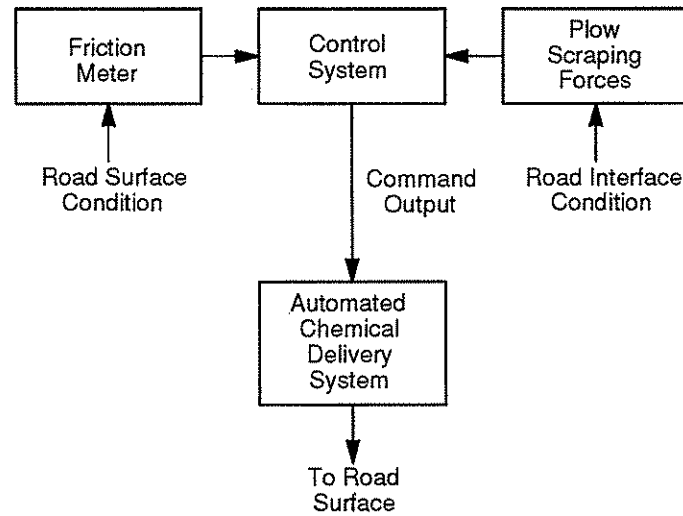 Friction
Meter
Control
System
Plow
Scraping
Forces
Road Surface
Condition
Command
Output
Road Interface
Condition
Automated
Chemical
Delivery
System
To Road
Surface